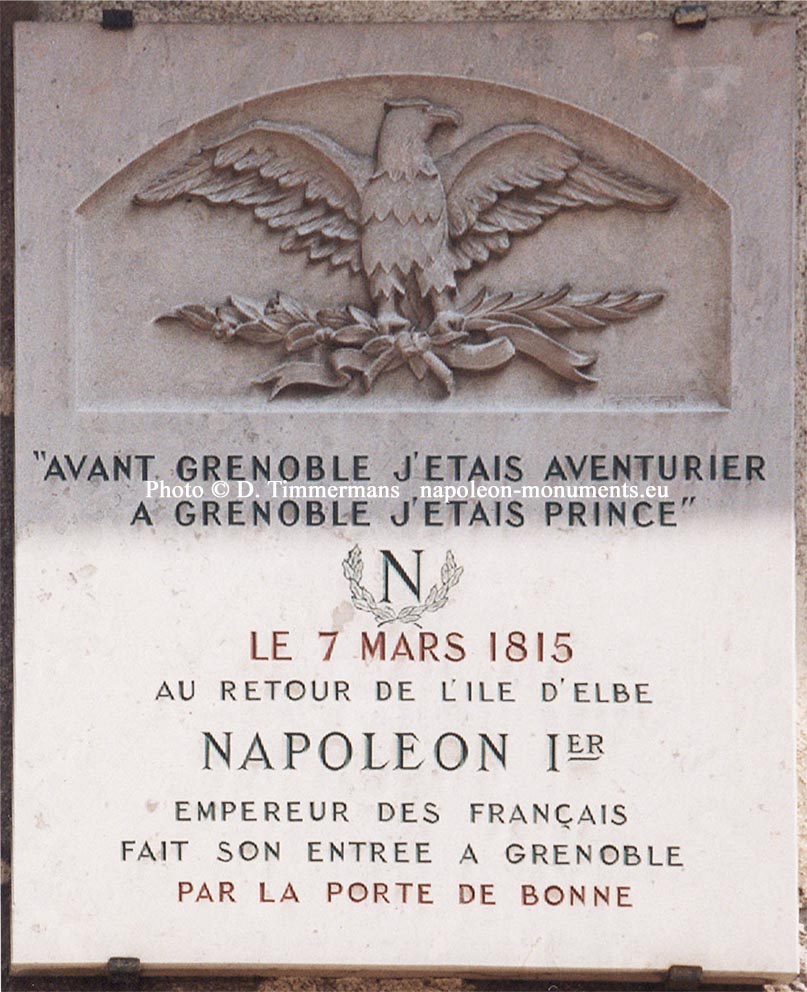 "AVANT GRENOBLE J'ETAIS AVENTURIER
Photo © D. Timmermans napoleon-monuments.eu
A GRENOBLE J'ETAIS PRINCE"
N
LE 7 MARS 1815
AU RETOUR DE L'ILE D'ELBE
NAPOLEON IER
EMPEREUR DES FRANÇAIS
FAIT SON ENTREE A GRENOBLE
PAR LA PORTE DE BONNE